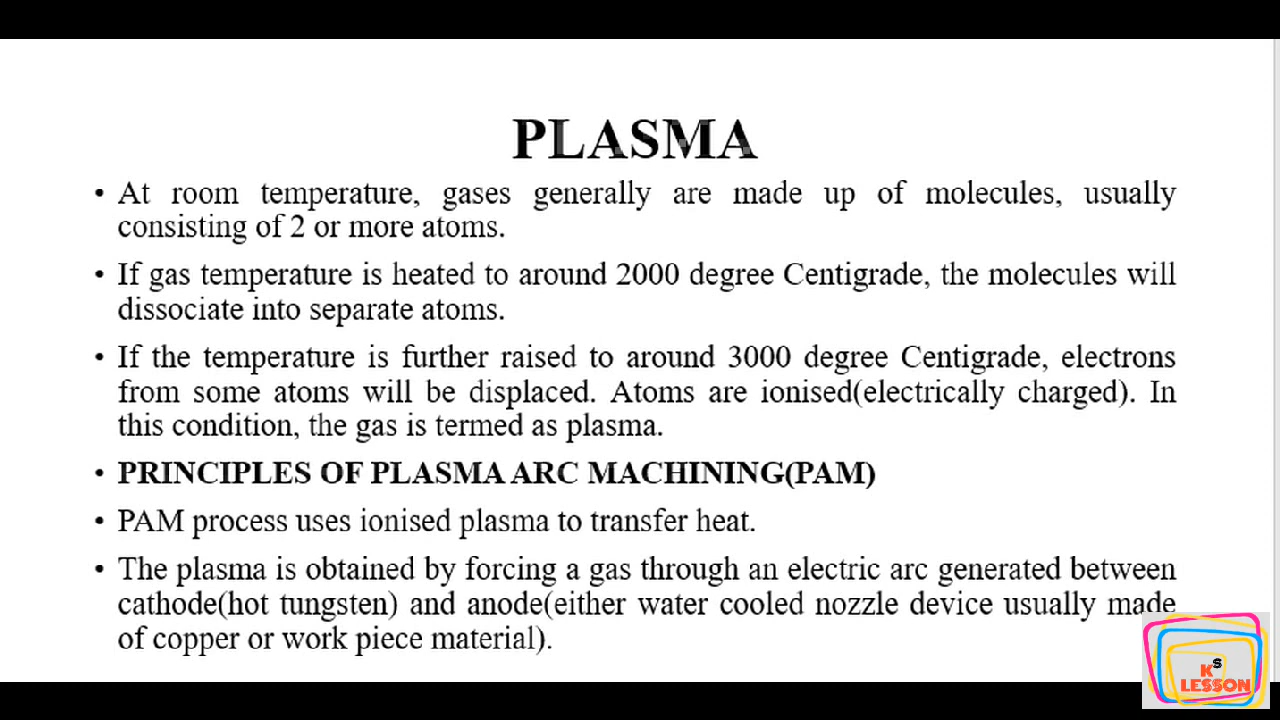 PLASMA
• At room temperature, gases generally are made up of molecules, usually
consisting of 2 or more atoms.
• If gas temperature is heated to around 2000 degree Centigrade, the molecules will
dissociate into separate atoms.
• If the temperature is further raised to around 3000 degree Centigrade, electrons
from some atoms will be displaced. Atoms are ionised(electrically charged). In
this condition, the gas is termed as plasma.
• PRINCIPLES OF PLASMA ARC MACHINING(PAM)
• PAM process uses ionised plasma to transfer heat.
• The plasma is obtained by forcing a gas through an electric arc generated between
cathode(hot tungsten) and anode(either water cooled nozzle device usually made
of copper or work piece material).
KS
LESSON